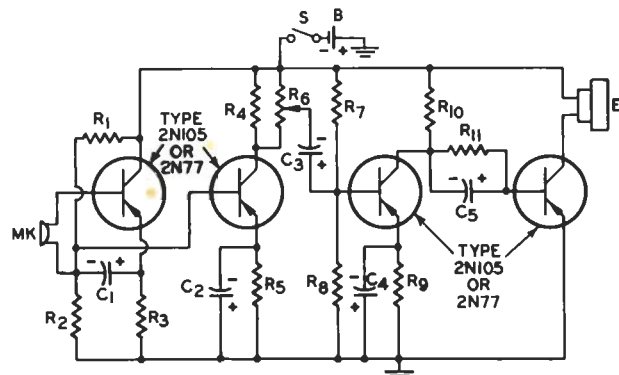 S
B
- +
R1
TYPE
2N105
OR
2N77
R4
R6
R7
R10
R11
E
- +
C3
- +
C5
MK
- +
C1
C2
- +
R2
R3
R5
R8
C4
- +
R9
TYPE
2N105
OR
2N77